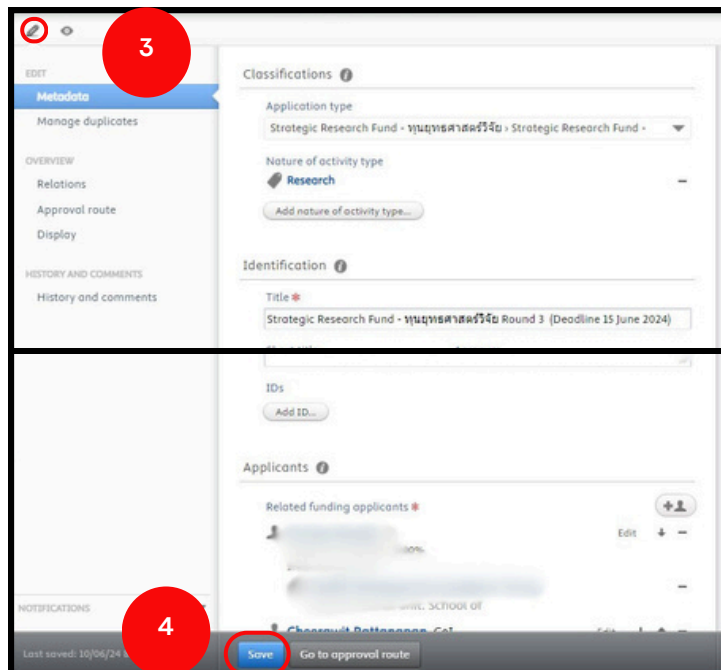 3
EDIT
Metadata
Manage duplicates
OVERVIEW
Relations
Approval route
Display
HISTORY AND COMMENTS
History and comments
Classifications
Application type
Strategic Research Fund - ทุนยุทธศาสตร์วิจัย › Strategic Research Fund -
Nature of activity type
Research
Add nature of activity type...
Identification
Title *
Strategic Research Fund - ทุนยุทธศาสตร์วิจัย Round 3 (Deadline 15 June 2024)
IDs
Add ID...
Applicants
Related funding applicants *
Edit
School of
NOTIFICATIONS
4
Last saved: 10/06/24
Save
Go to approval route